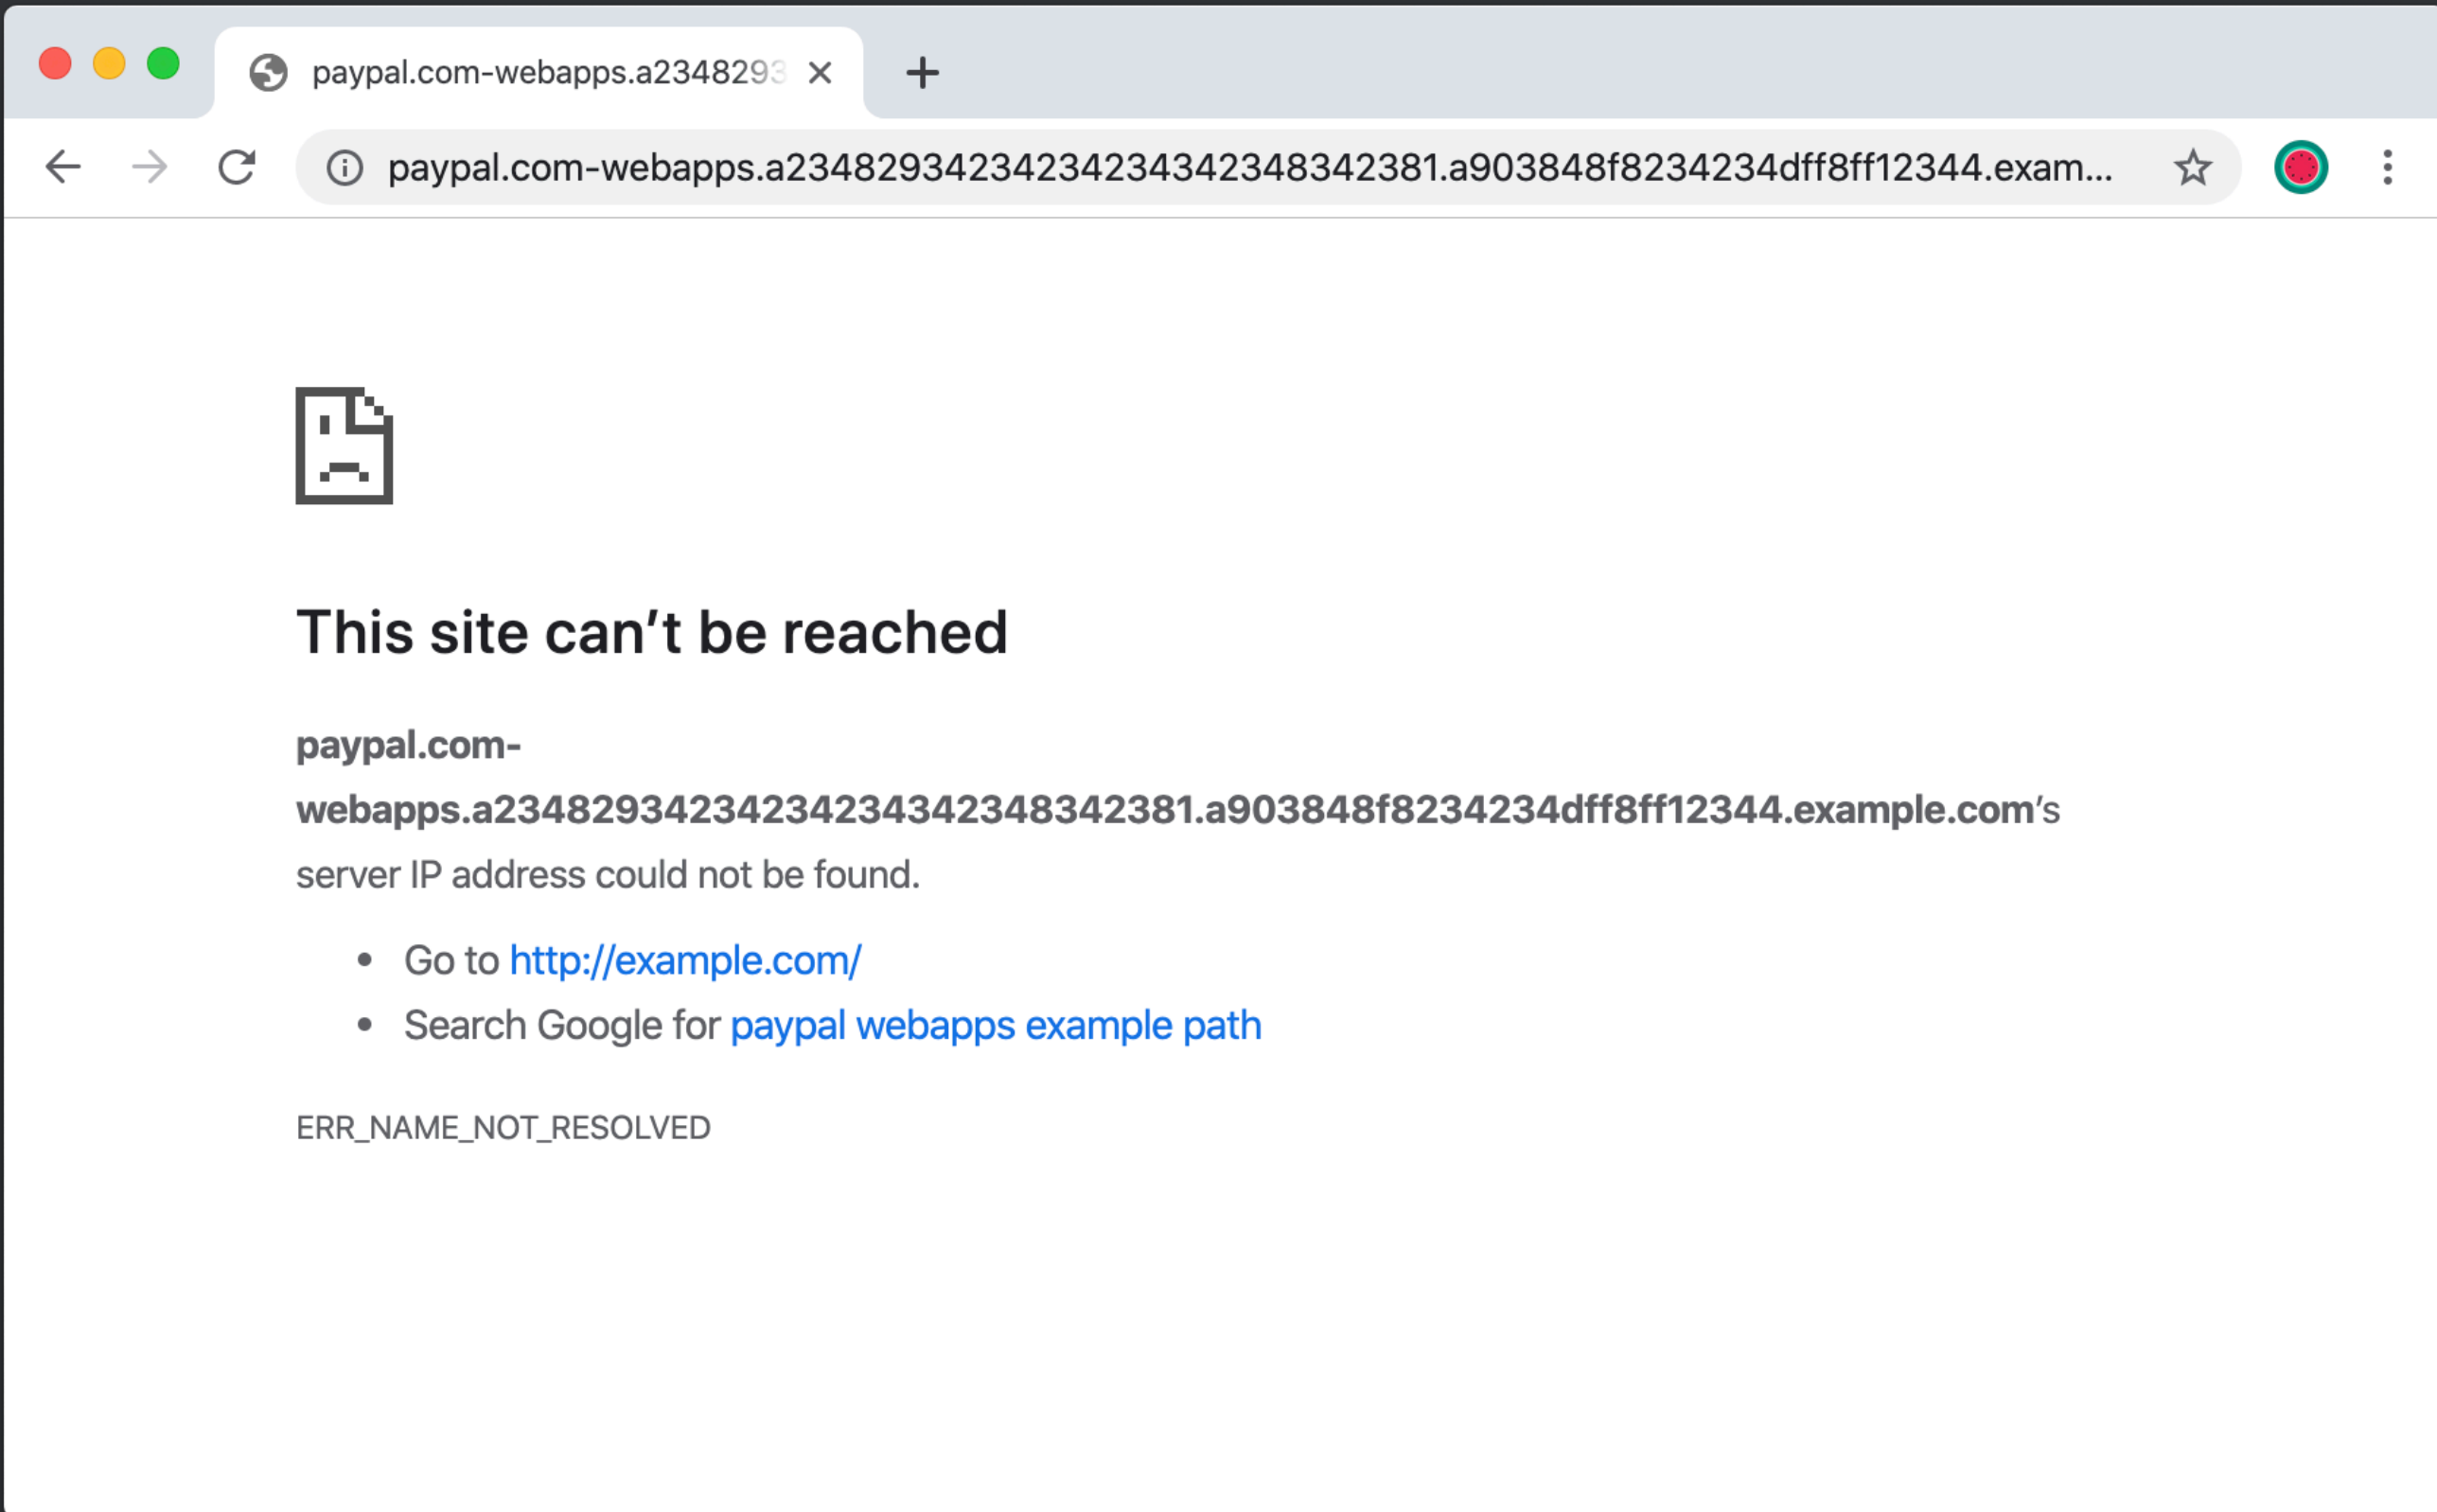 paypal.com-webapps.a2348293
paypal.com-webapps.a23482934234234234342348342381.a903848f8234234dff8ff12344.exam...
This site can’t be reached
paypal.com-
webapps.a23482934234234234342348342381.a903848f8234234dff8ff12344.example.com’s
server IP address could not be found.
• Go to http://example.com/
• Search Google for paypal webapps example path
ERR_NAME_NOT_RESOLVED